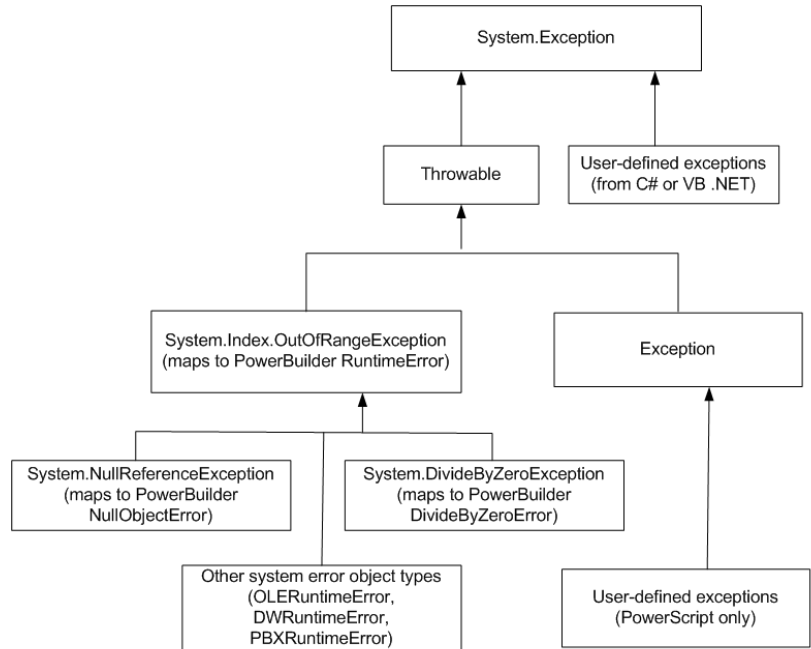 System.Exception
Throwable
User-defined exceptions
(from C# or VB .NET)
System.Index.OutOfRangeException
(maps to PowerBuilder RuntimeError)
Exception
System.NullReferenceException
(maps to PowerBuilder
NullObjectError)
System.DivideByZeroException
(maps to PowerBuilder
DivideByZeroError)
Other system error object types
(OLERuntimeError,
DWRuntimeError,
PBXRuntimeError)
User-defined exceptions
(PowerScript only)